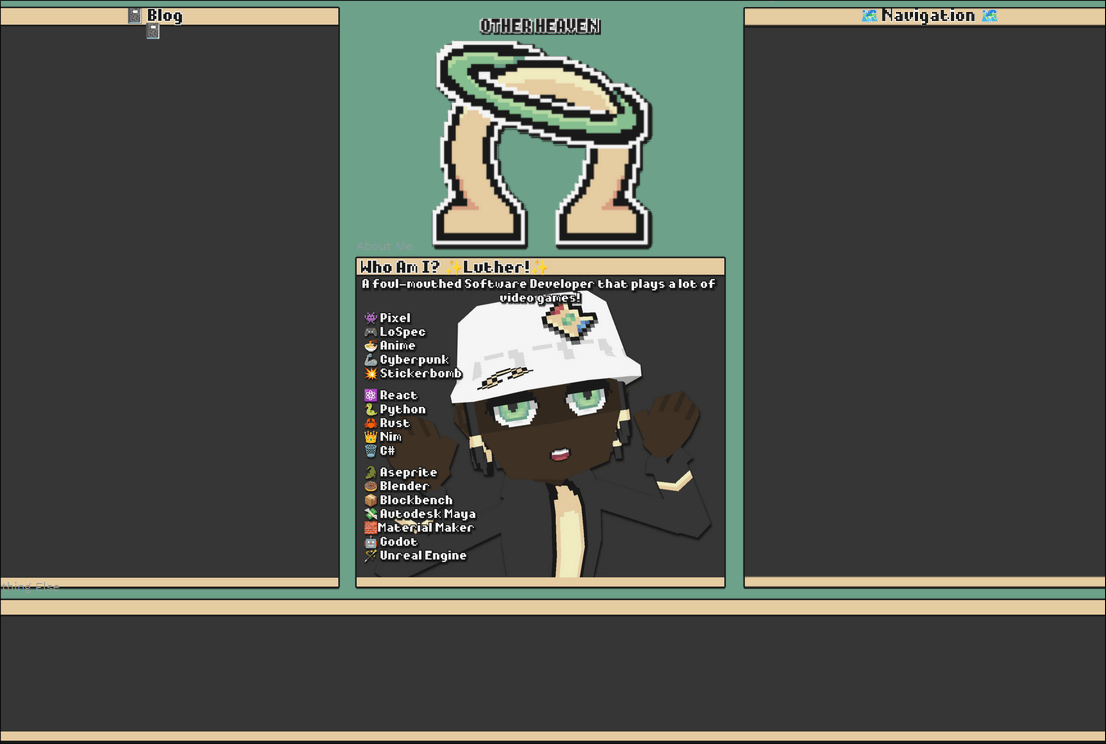 📓 Blog
📓
OTHER HEAVEN
🗺️ Navigation 🗺️
About Me
Who Am I? ✨Luther!✨
A foul-mouthed Software Developer that plays a lot of
video games!
👾 Pixel
🎮 LoSpec
🍜 Anime
🦾 Cyberpunk
💥 Stickerbomb
⚛️ React
🐍 Python
🦀 Rust
👑 Nim
🗑️ C#
🐊 Aseprite
🍩 Blender
📦 Blockbench
💸 Autodesk Maya
🧱Material Maker
🤖 Godot
🪄 Unreal Engine
thing Else